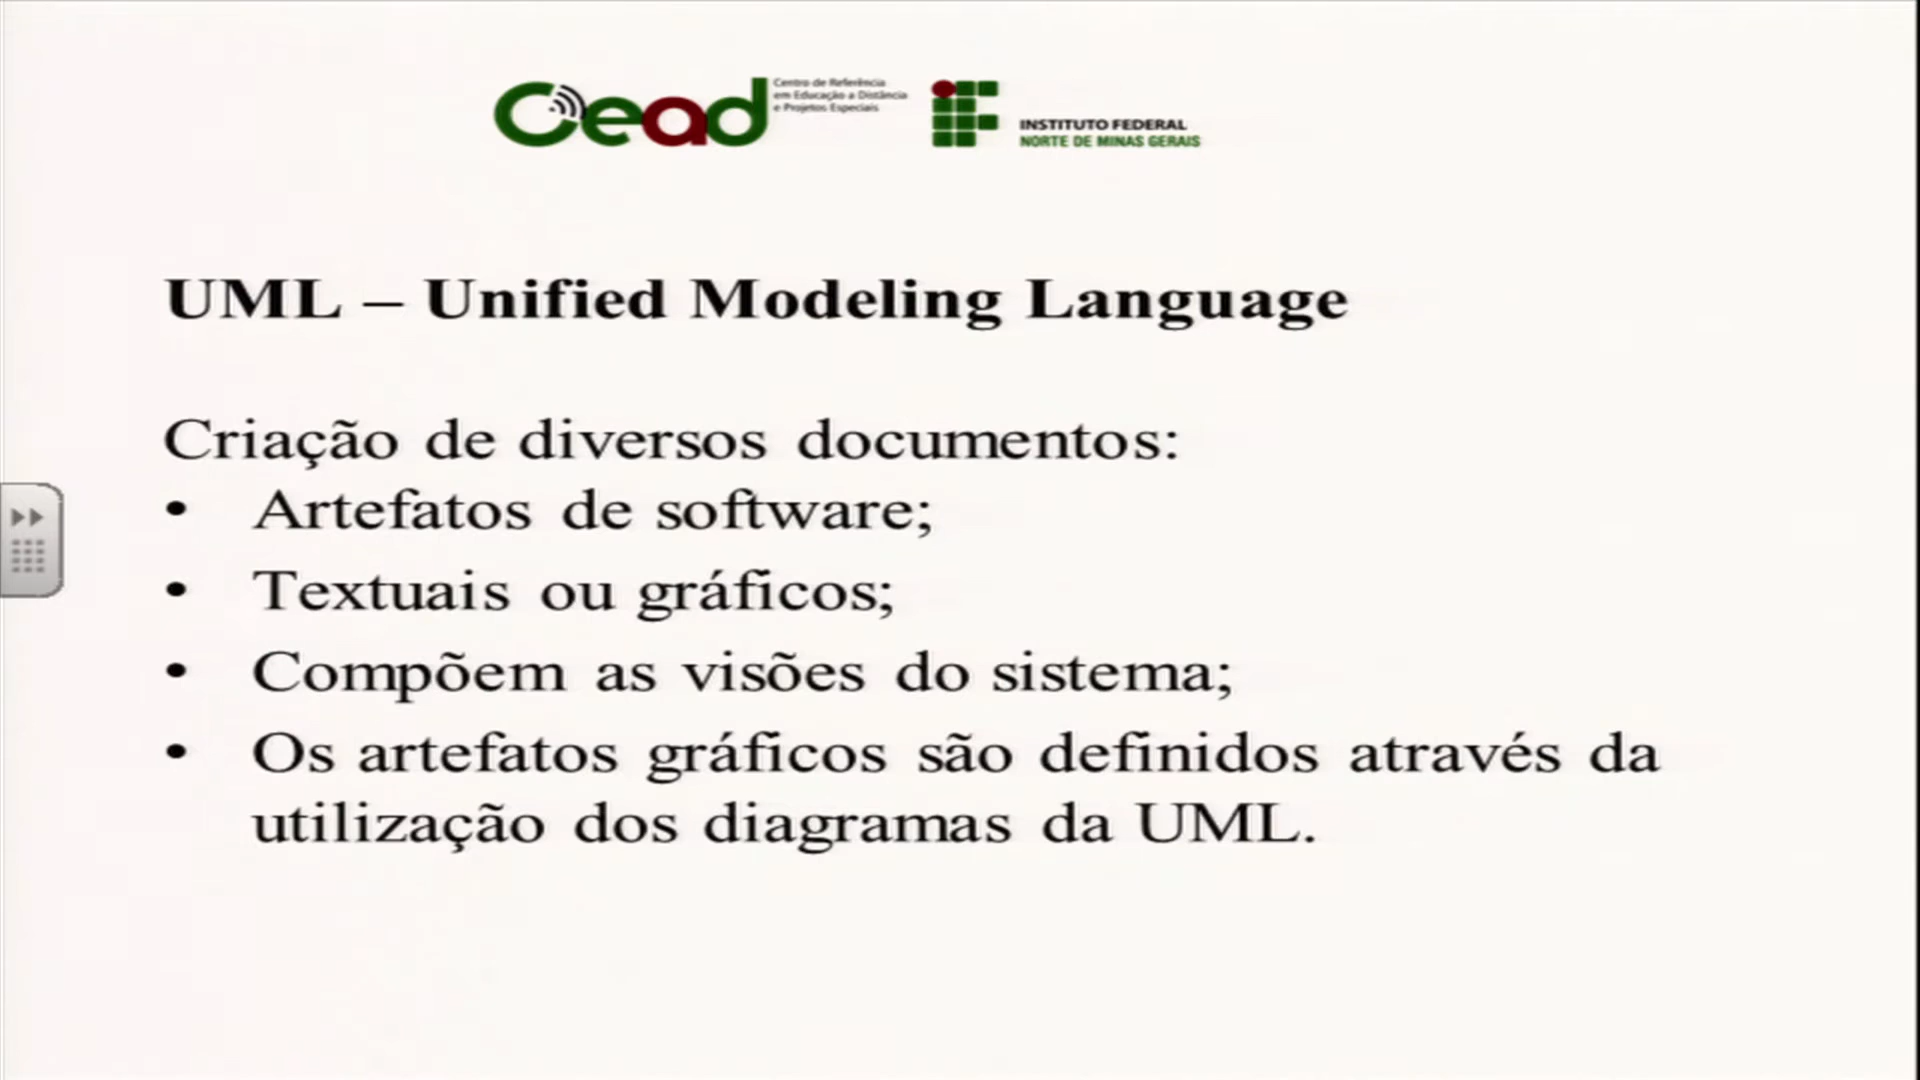 Cead
Centro de Referência
em Educação a Distância
e Projetos Especiais
INSTITUTO FEDERAL
NORTE DE MINAS GERAIS
UML – Unified Modeling Language
Criação de diversos documentos:
• Artefatos de software;
• Textuais ou gráficos;
• Compõem as visões do sistema;
• Os artefatos gráficos são definidos através da
utilização dos diagramas da UML.